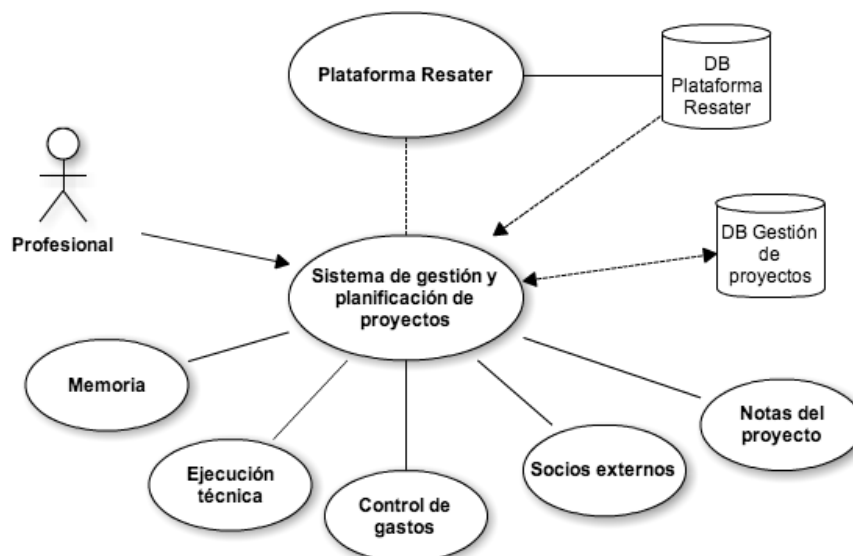 Plataforma Resater
DB
Plataforma
Resater
Profesional
DB Gestión
de
proyectos
Sistema de gestión y
planificación de
proyectos
Memoria
Notas del
proyecto
Ejecución
técnica
Socios externos
Control de
gastos